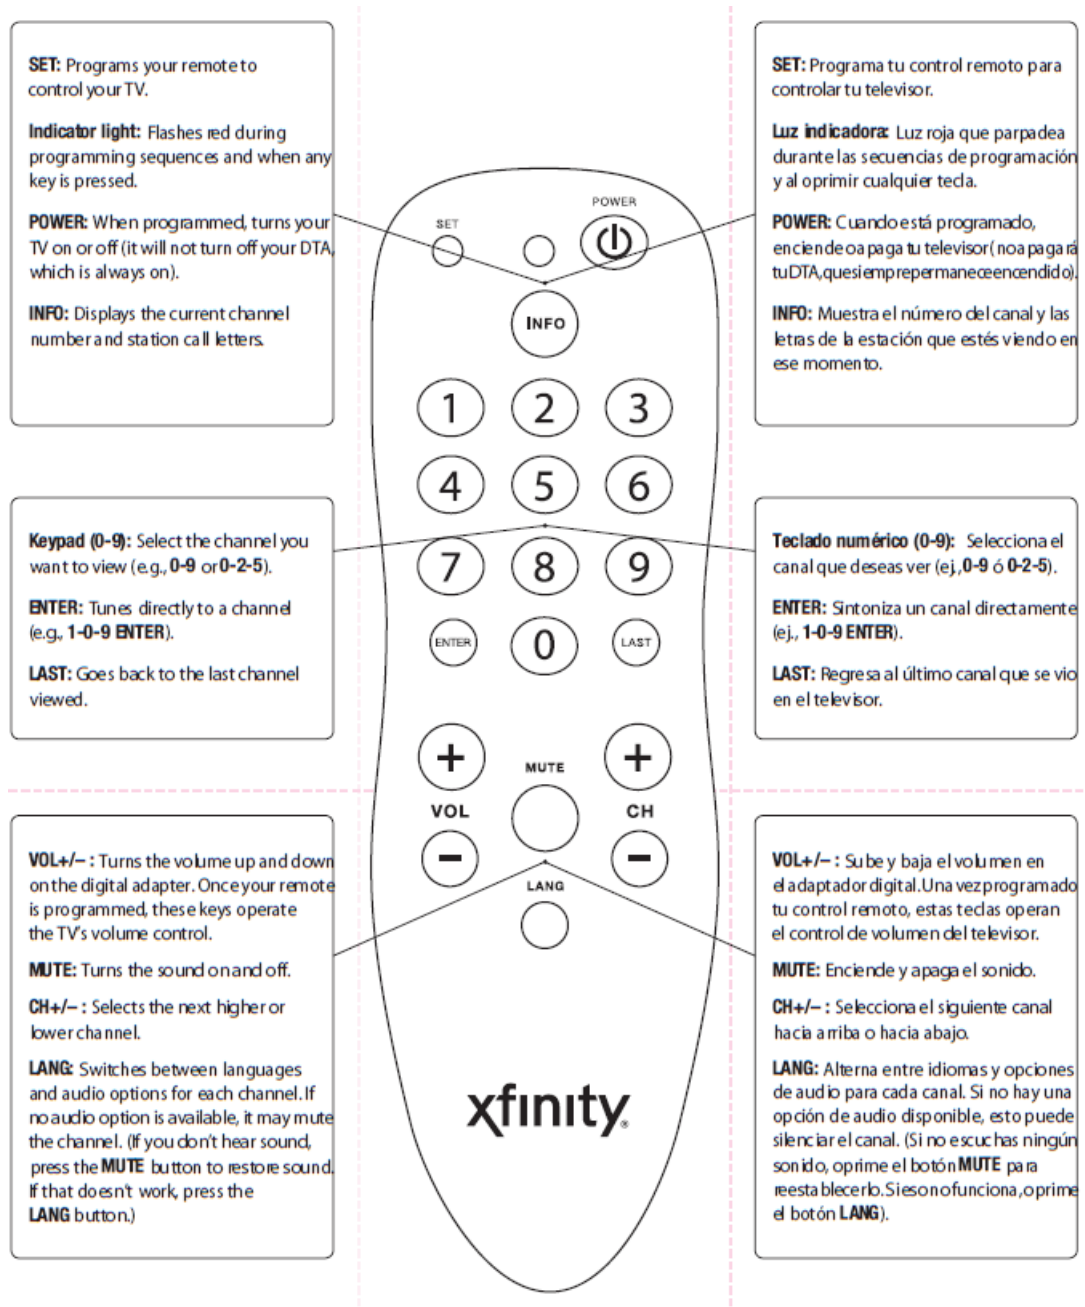 SET: Programs your remote to
control your TV.
Indicator light: Flashes red during
programming sequences and when any
key is pressed.
POWER: When programmed, turns your
TV on or off (it will not turn off your DTA,
which is always on).
INFO: Displays the current channel
number and station call letters.
Keypad (0-9): Select the channel you
want to view (e.g., 0-9 or 0-2-5).
ENTER: Tunes directly to a channel
(e.g., 1-0-9 ENTER).
LAST: Goes back to the last channel
viewed.
VOL+/– : Turns the volume up and down
on the digital adapter. Once your remote
is programmed, these keys operate
the TV's volume control.
MUTE: Turns the sound on and off.
CH+/– : Selects the next higher or
lower channel.
LANG: Switches between languages
and audio options for each channel. If
no audio option is available, it may mute
the channel. (If you don't hear sound,
press the MUTE button to restore sound.
If that doesn't work, press the
LANG button.)
POWER
SET
INFO
1 2 3
4 5 6
7 8 9
ENTER 0 LAST
+ +
MUTE
VOL CH
– –
LANG
xfinity®
SET: Programa tu control remoto para
controlar tu televisor.
Luz indicadora: Luz roja que parpadea
durante las secuencias de programación
y al oprimir cualquier tecla.
POWER: Cuando está programado,
enciende o apaga tu televisor (no apagará
tu DTA, que siempre permanece encendido).
INFO: Muestra el número del canal y las
letras de la estación que estés viendo en
ese momento.
Teclado numérico (0-9): Selecciona el
canal que deseas ver (ej., 0-9 ó 0-2-5).
ENTER: Sintoniza un canal directamente
(ej., 1-0-9 ENTER).
LAST: Regresa al último canal que se vio
en el televisor.
VOL+/– : Sube y baja el volumen en
el adaptador digital. Una vez programado
tu control remoto, estas teclas operan
el control de volumen del televisor.
MUTE: Enciende y apaga el sonido.
CH+/– : Selecciona el siguiente canal
hacia arriba o hacia abajo.
LANG: Alterna entre idiomas y opciones
de audio para cada canal. Si no hay una
opción de audio disponible, esto puede
silenciar el canal. (Si no escuchas ningún
sonido, oprime el botón MUTE para
reestablecerlo. Si eso no funciona, oprime
el botón LANG).